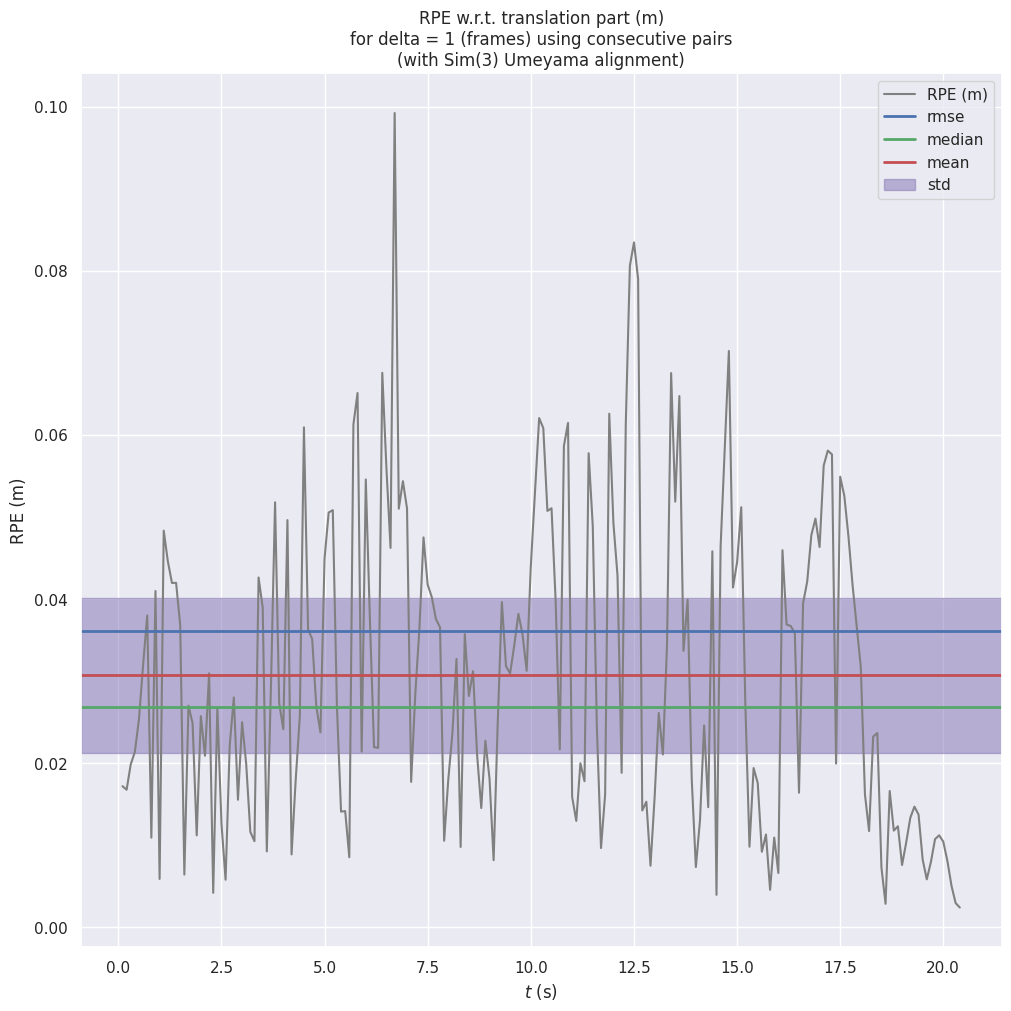 RPE w.r.t. translation part (m)
for delta = 1 (frames) using consecutive pairs
(with Sim(3) Umeyama alignment)
RPE (m)
rmse
median
mean
std
RPE (m)
0.10
0.08
0.06
0.04
0.02
0.00
0.0 2.5 5.0 7.5 10.0 12.5 15.0 17.5 20.0
t (s)